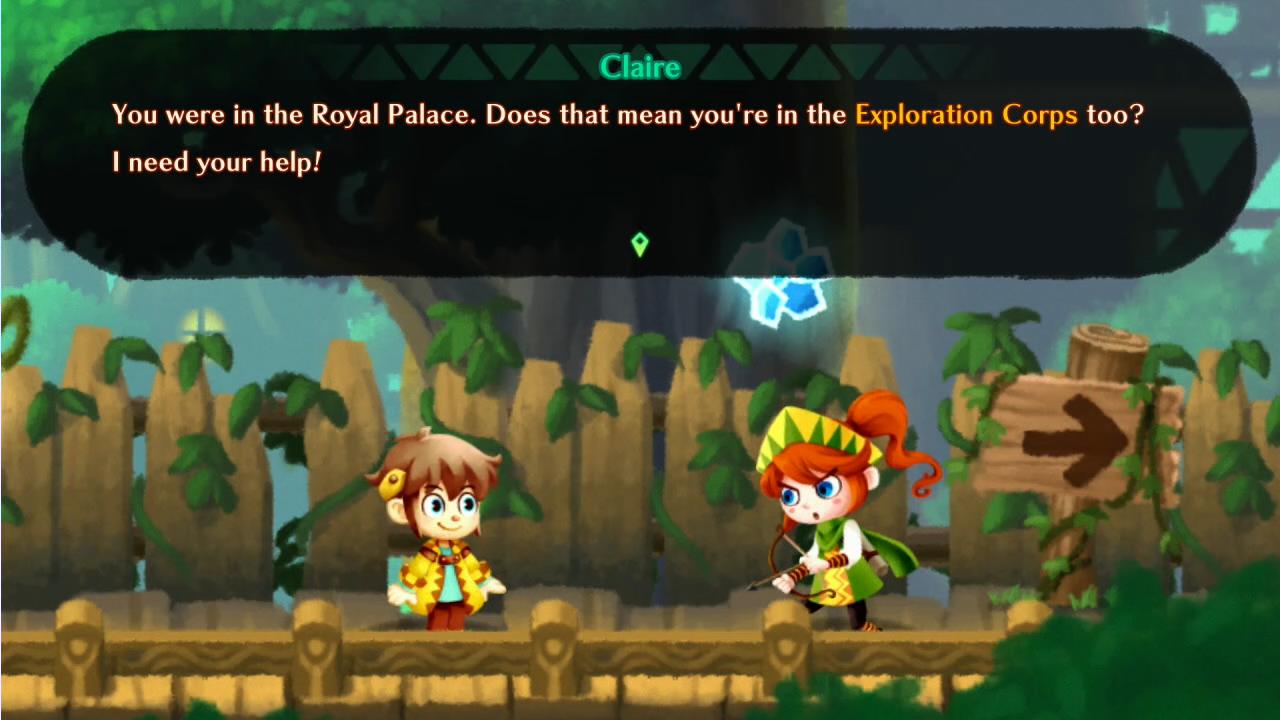 Claire
You were in the Royal Palace. Does that mean you're in the Exploration Corps too?
I need your help!